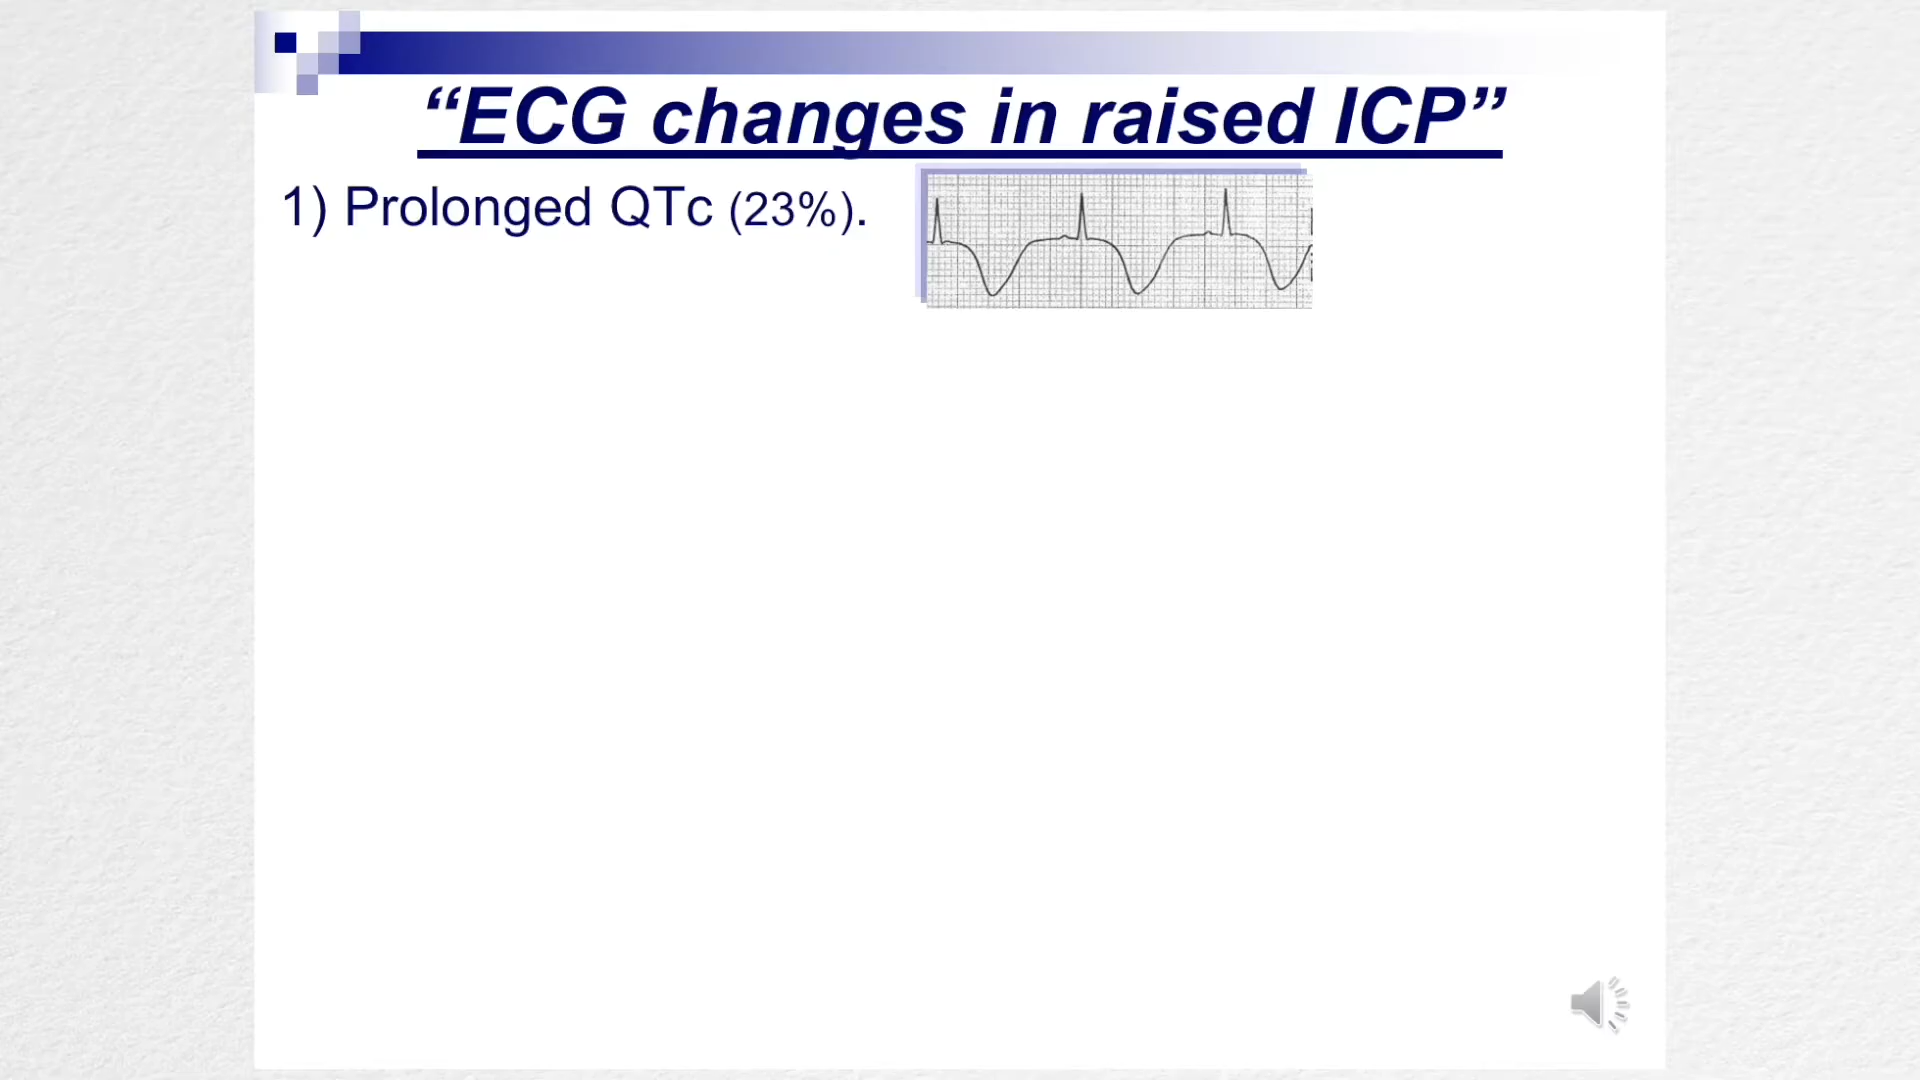 “ECG changes in raised ICP”
1) Prolonged QTc (23%).